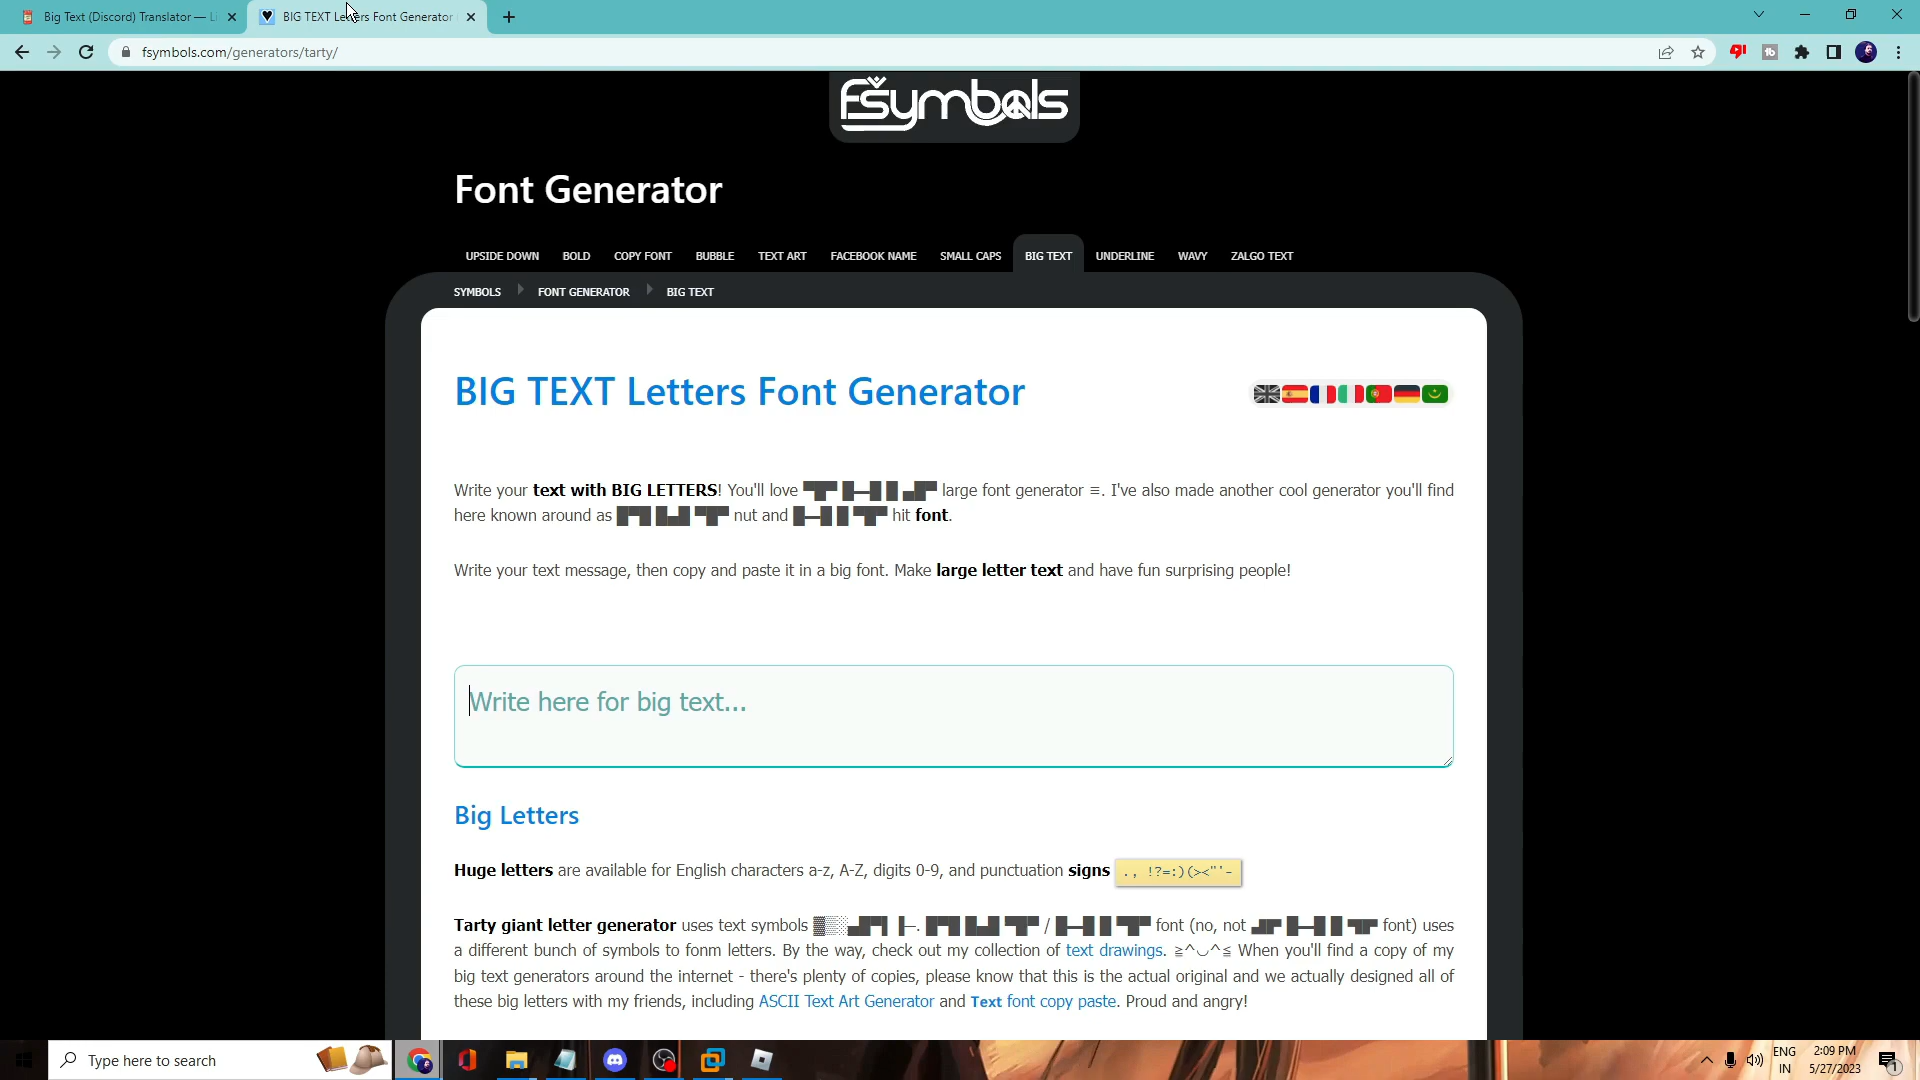 Big Text (Discord) Translator — Li
BIG TEXT Letters Font Generator
fsymbols.com/generators/tarty/
fsymbols
Font Generator
UPSIDE DOWN BOLD COPY FONT BUBBLE TEXT ART FACEBOOK NAME SMALL CAPS BIG TEXT UNDERLINE WAVY ZALGO TEXT
SYMBOLS FONT GENERATOR BIG TEXT
BIG TEXT Letters Font Generator
Write your text with BIG LETTERS! You'll love ▀█▀ █▬█ █ ▄█▀ large font generator ≡. I've also made another cool generator you'll find
here known around as █▀█ █▄█ ▀█▀ nut and █▬█ █ ▀█▀ hit font.
Write your text message, then copy and paste it in a big font. Make large letter text and have fun surprising people!
Write here for big text...
Big Letters
Huge letters are available for English characters a-z, A-Z, digits 0-9, and punctuation signs ., !?=:)(><"'-
Tarty giant letter generator uses text symbols ▓▒░▄█▀▌▐─. █▀█ █▄█ ▀█▀ / █▬█ █ ▀█▀ font (no, not ▄█▀ █▬█ █ ▀█▀ font) uses
a different bunch of symbols to fonm letters. By the way, check out my collection of text drawings. ≧^◡^≦ When you'll find a copy of my
big text generators around the internet - there's plenty of copies, please know that this is the actual original and we actually designed all of
these big letters with my friends, including ASCII Text Art Generator and Text font copy paste. Proud and angry!
Type here to search
ENG
IN
2:09 PM
5/27/2023
1